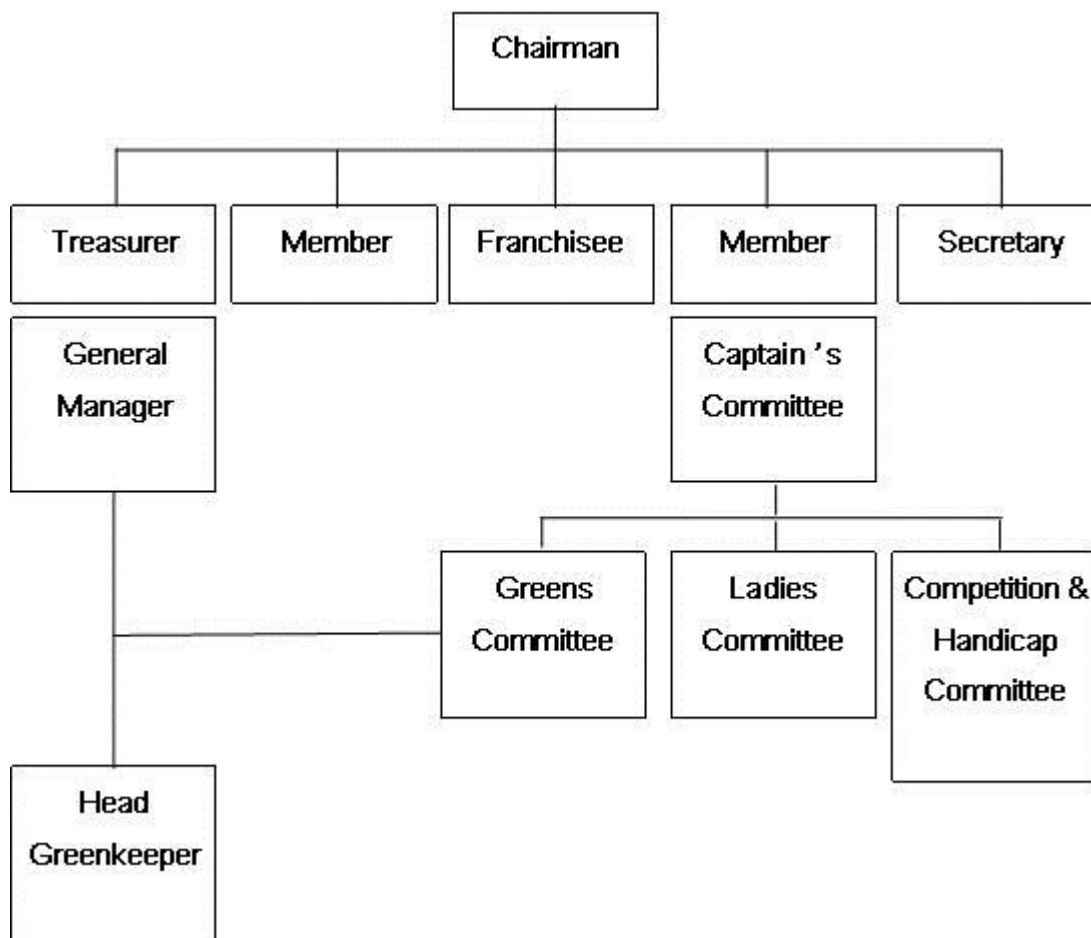 Chairman
Treasurer
Member
Franchisee
Member
Secretary
General
Manager
Captain 's
Committee
Greens
Committee
Ladies
Committee
Competition &
Handicap
Committee
Head
Greenkeeper